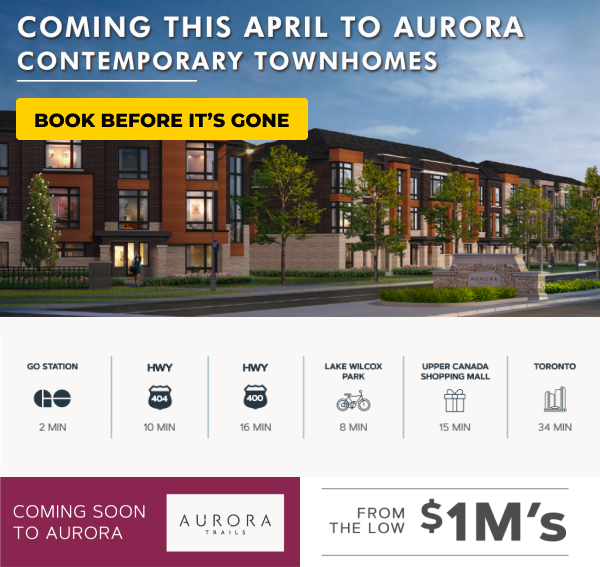 COMING THIS APRIL TO AURORA
CONTEMPORARY TOWNHOMES
BOOK BEFORE IT'S GONE
AURORA
GO STATION
GO
2 MIN
HWY
404
10 MIN
HWY
400
16 MIN
LAKE WILCOX
PARK
8 MIN
UPPER CANADA
SHOPPING MALL
15 MIN
TORONTO
34 MIN
COMING SOON
TO AURORA
AURORA
TRAILS
FROM
THE LOW
$1M's